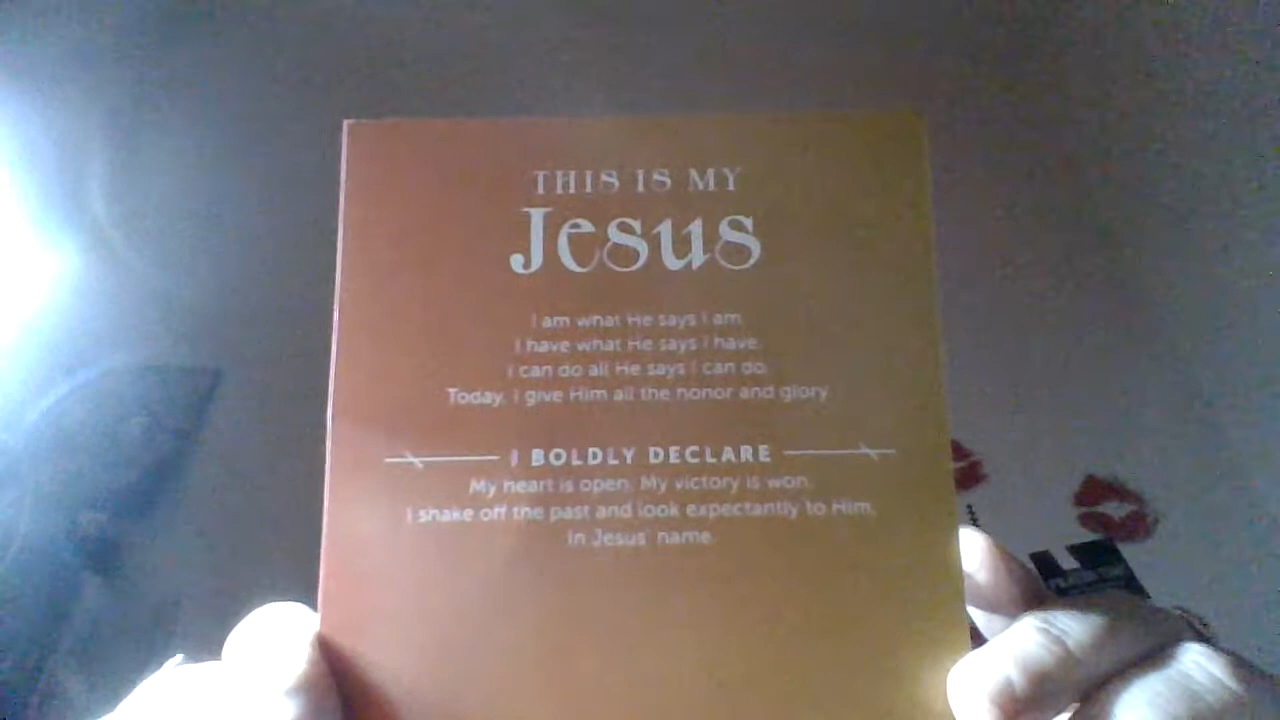 THIS IS MY
Jesus
I am what He says I am.
I have what He says I have.
I can do all He says I can do.
Today, I give Him all the honor and glory.
I BOLDLY DECLARE
My heart is open. My victory is won.
I shake off the past and look expectantly to Him,
In Jesus' name.